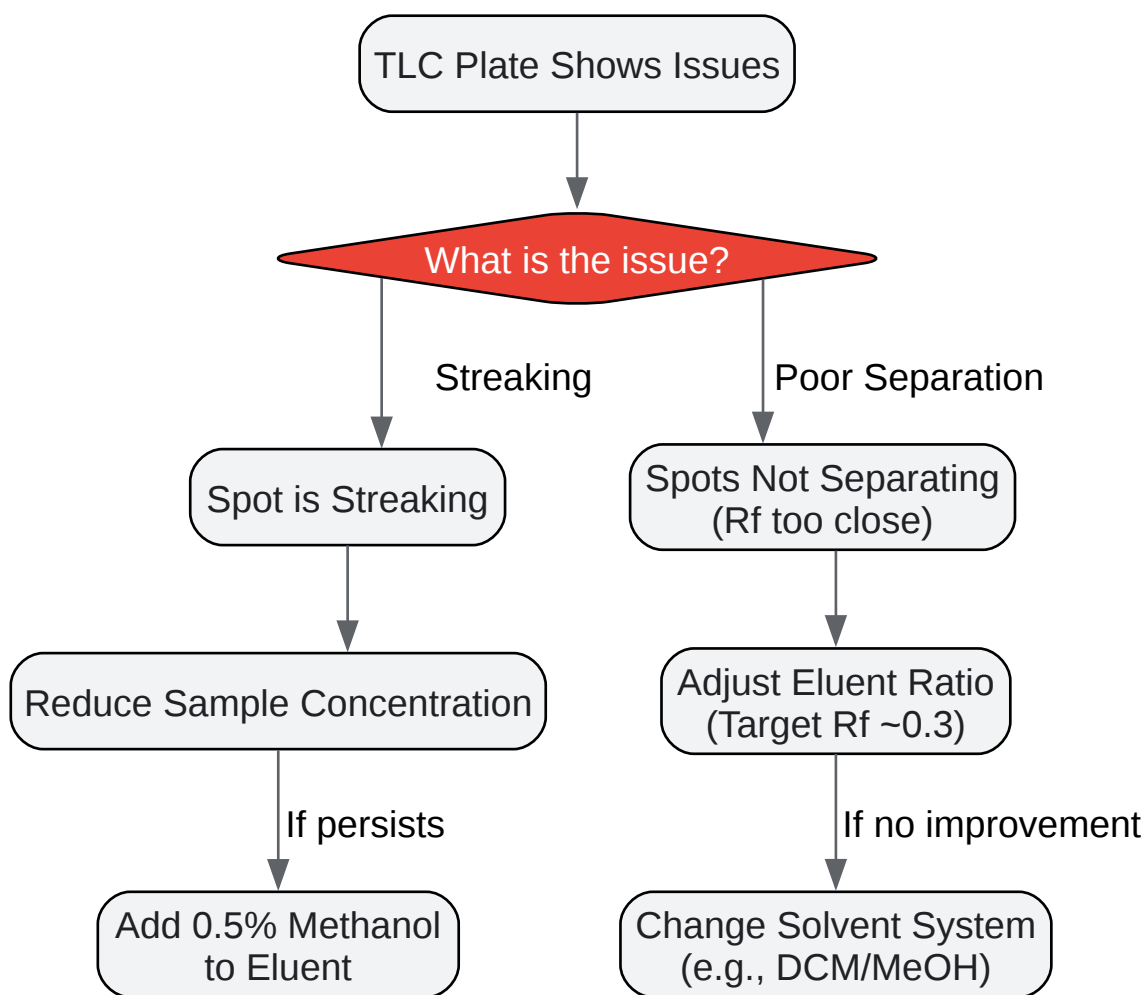 TLC Plate Shows Issues
What is the issue?
Streaking
Poor Separation
Spot is Streaking
Spots Not Separating
(Rf too close)
Reduce Sample Concentration
Adjust Eluent Ratio
(Target Rf ~0.3)
If persists
If no improvement
Add 0.5% Methanol
to Eluent
Change Solvent System
(e.g., DCM/MeOH)